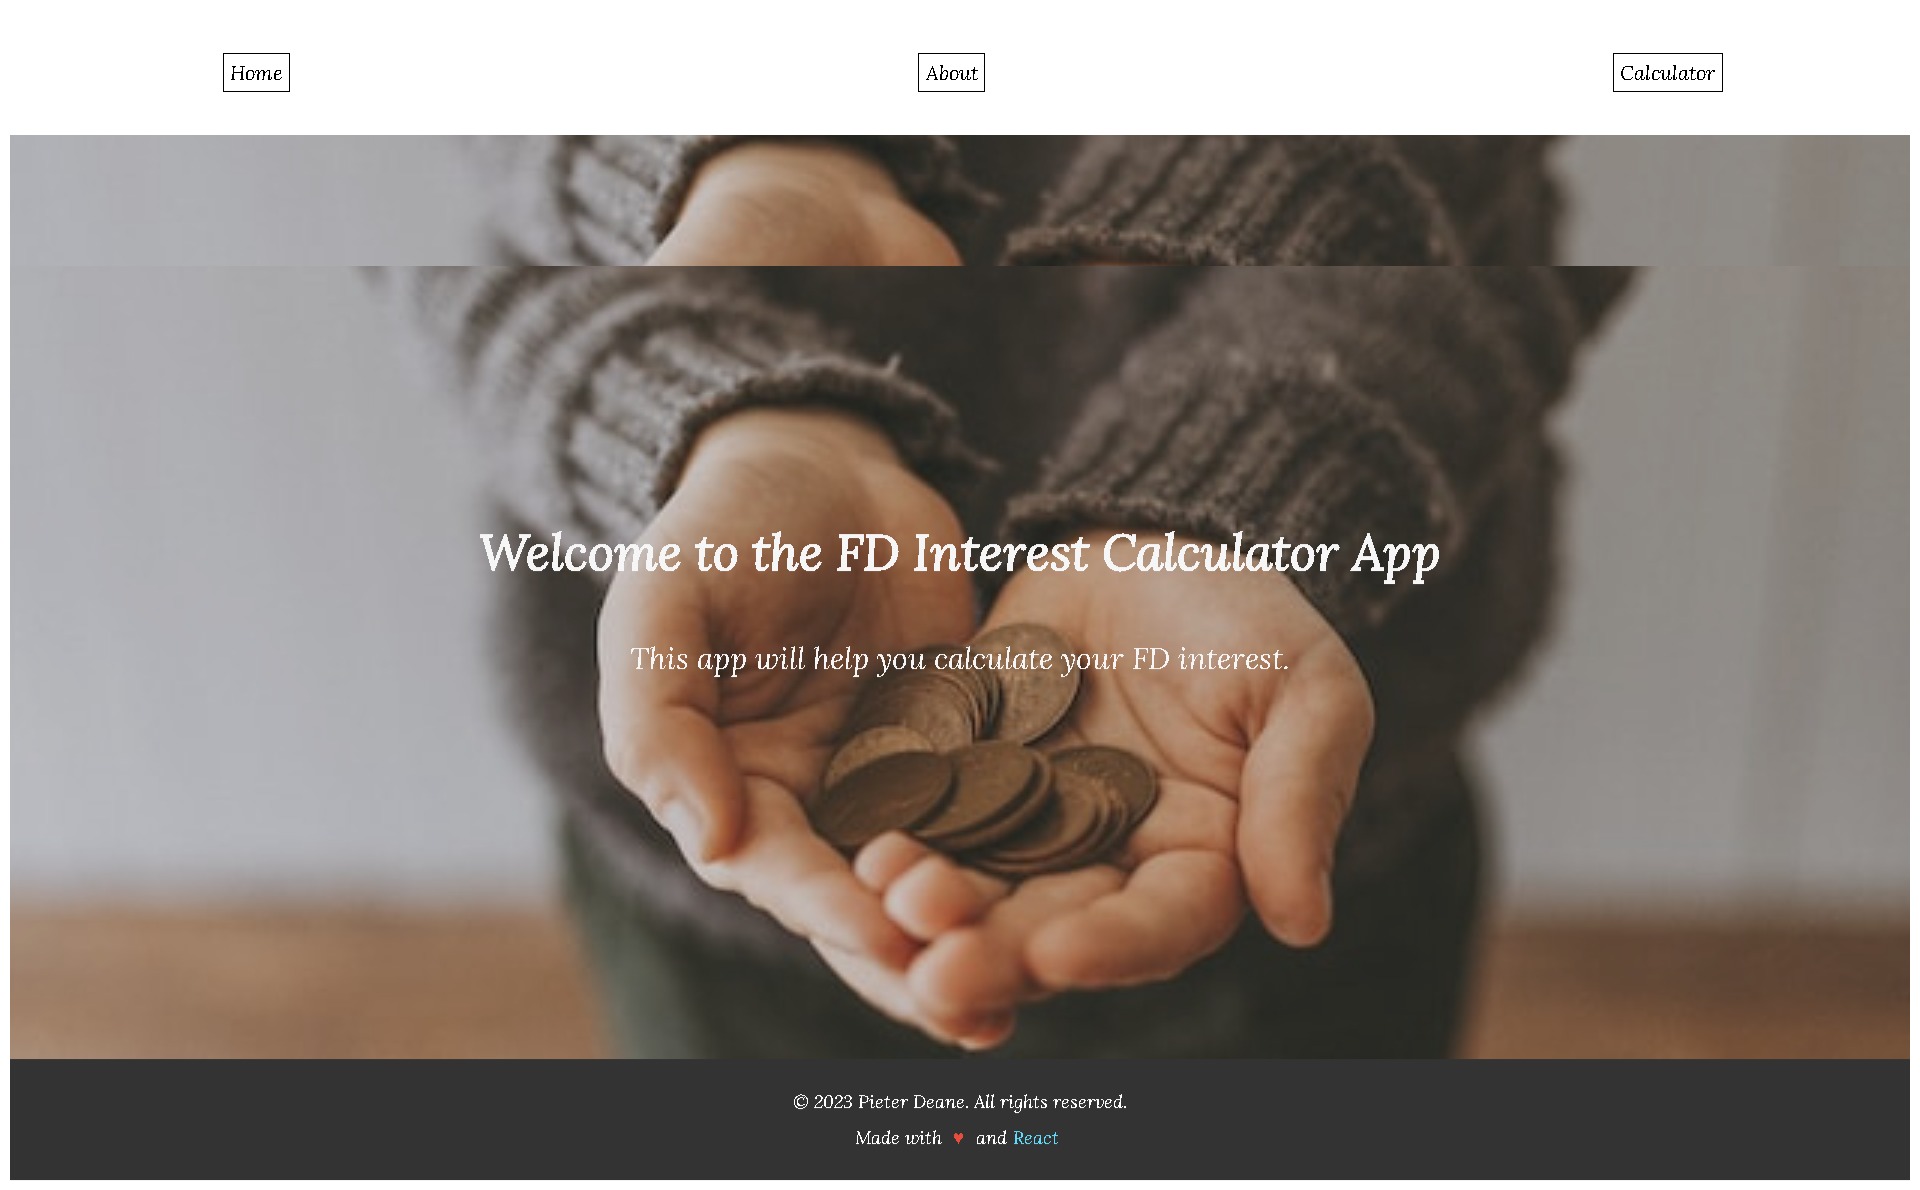 Home
About
Calculator
Welcome to the FD Interest Calculator App
This app will help you calculate your FD interest.
© 2023 Pieter Deane. All rights reserved.
Made with ♥ and React